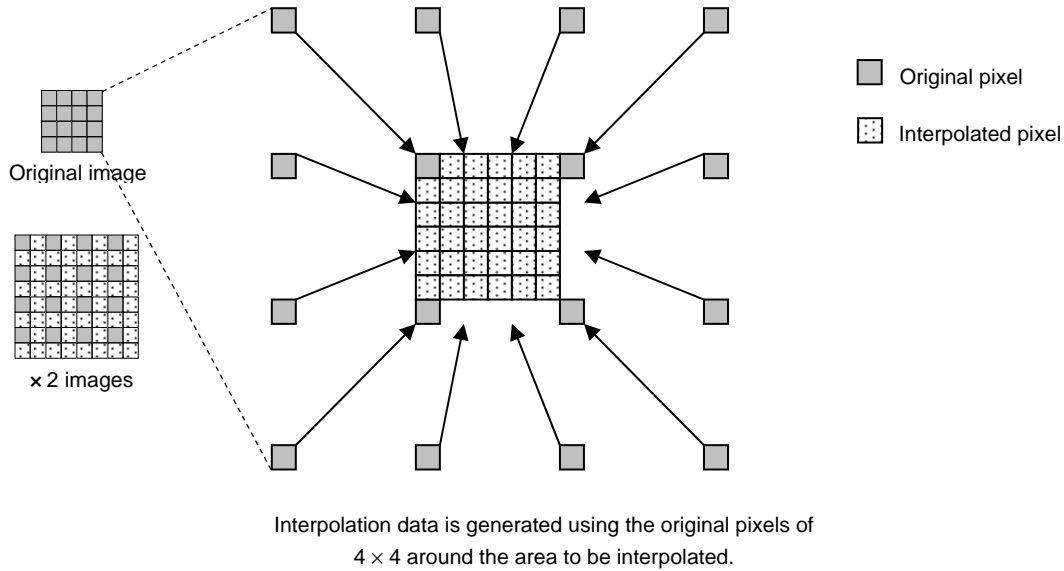 Original pixel
Interpolated pixel
Original image
× 2 images
Interpolation data is generated using the original pixels of
4 × 4 around the area to be interpolated.